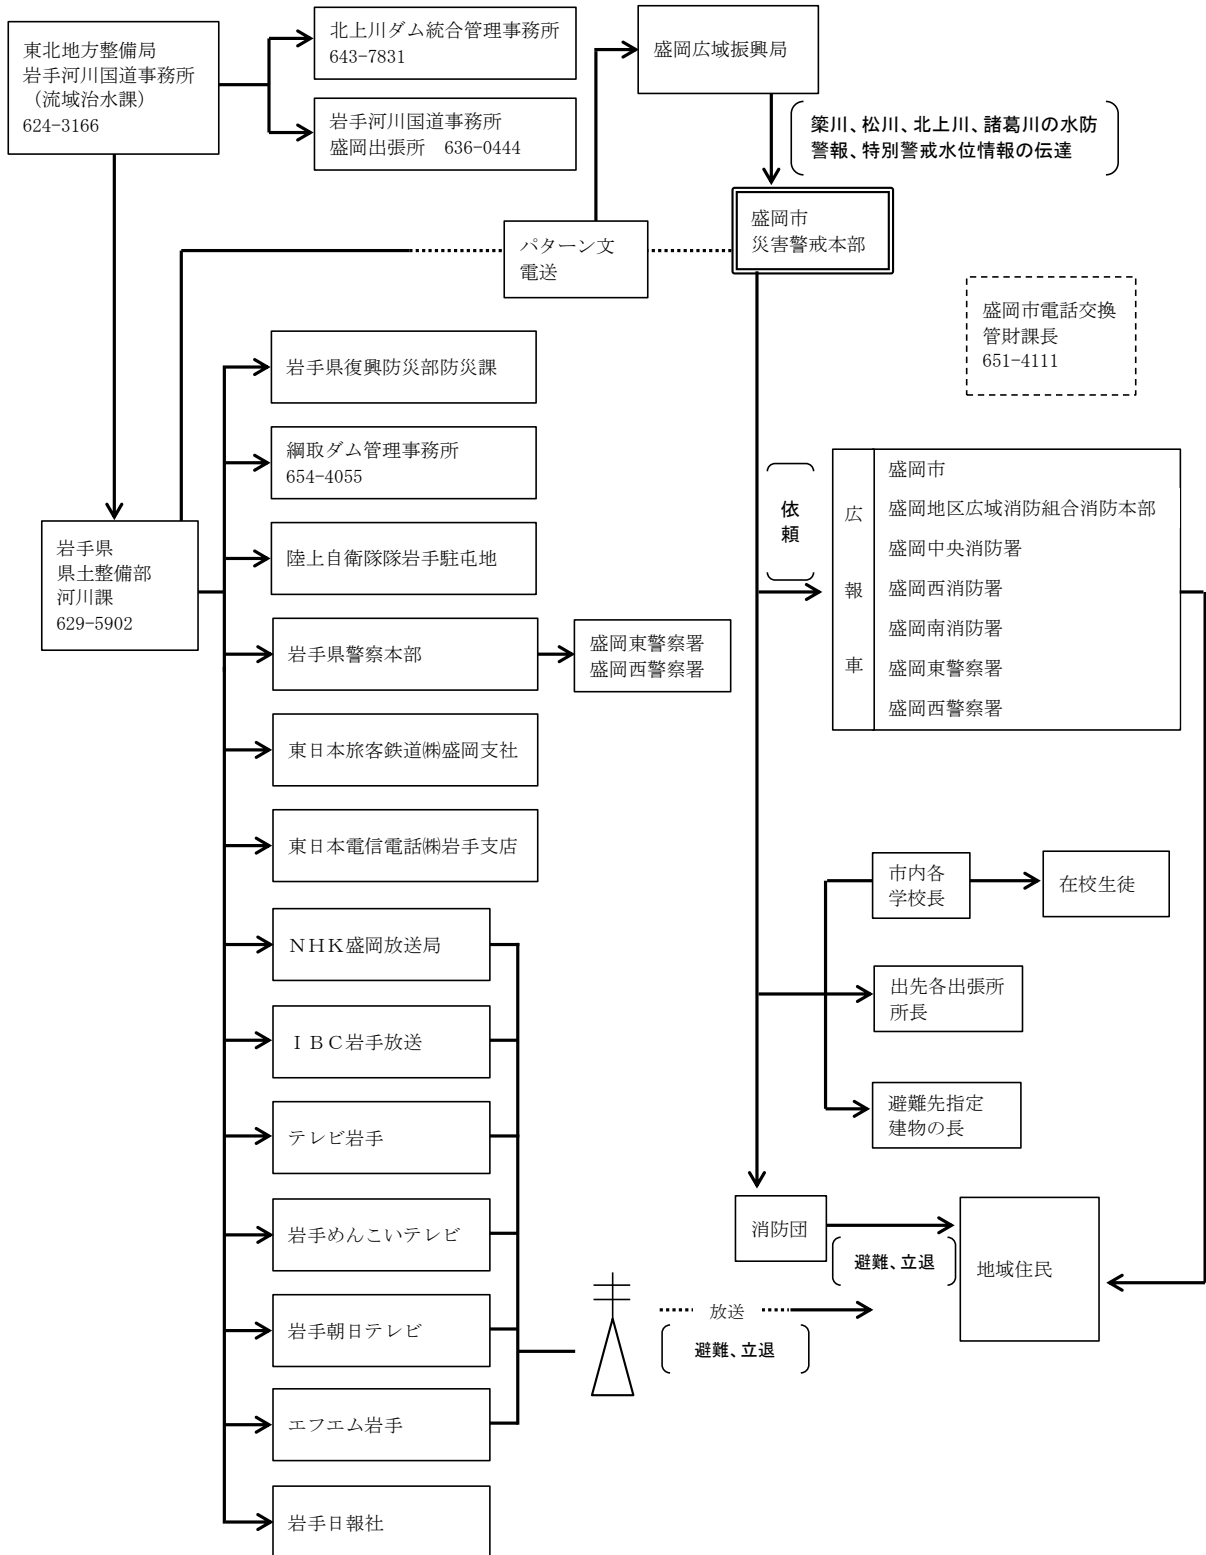 東北地方整備局
岩手河川国道事務所
（流域治水課）
624-3166
北上川ダム統合管理事務所
643-7831
岩手河川国道事務所
盛岡出張所　636-0444
盛岡広域振興局
簗川、松川、北上川、諸葛川の水防
警報、特別警戒水位情報の伝達
パターン文
電送
盛岡市
災害警戒本部
盛岡市電話交換
管財課長
651-4111
岩手県
県土整備部
河川課
629-5902
岩手県復興防災部防災課
綱取ダム管理事務所
654-4055
陸上自衛隊隊岩手駐屯地
岩手県警察本部
盛岡東警察署
盛岡西警察署
東日本旅客鉄道㈱盛岡支社
東日本電信電話㈱岩手支店
ＮＨＫ盛岡放送局
ＩＢＣ岩手放送
テレビ岩手
岩手めんこいテレビ
岩手朝日テレビ
エフエム岩手
岩手日報社
依頼
広報車
盛岡市
盛岡地区広域消防組合消防本部
盛岡中央消防署
盛岡西消防署
盛岡南消防署
盛岡東警察署
盛岡西警察署
市内各
学校長
在校生徒
出先各出張所
所長
避難先指定
建物の長
消防団
避難、立退
地域住民
放送
避難、立退